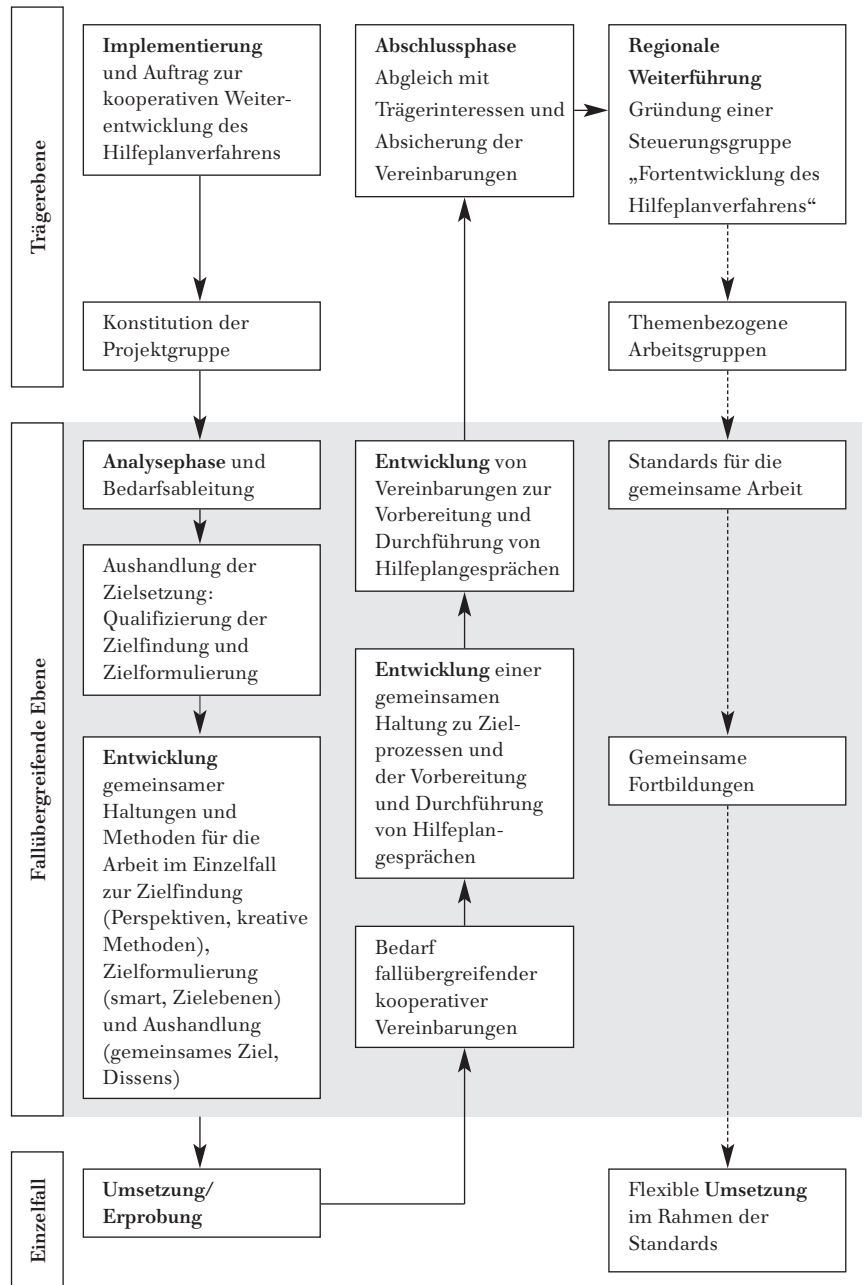 Trägerebene
Implementierung
und Auftrag zur
kooperativen Weiter-
entwicklung des
Hilfeplanverfahrens
Konstitution der
Projektgruppe
Fallübergreifende Ebene
Analysephase und
Bedarfsableitung
Aushandlung der
Zielsetzung:
Qualifizierung der
Zielfindung und
Zielformulierung
Entwicklung
gemeinsamer
Haltungen und
Methoden für die
Arbeit im Einzelfall
zur Zielfindung
(Perspektiven, kreative
Methoden),
Zielformulierung
(smart, Zielebenen)
und Aushandlung
(gemeinsames Ziel,
Dissens)
Einzelfall
Umsetzung/
Erprobung
Bedarf
fallübergreifender
kooperativer
Vereinbarungen
Entwicklung einer
gemeinsamen
Haltung zu Ziel-
prozessen und
der Vorbereitung
und Durchführung
von Hilfeplan-
gesprächen
Entwicklung von
Vereinbarungen zur
Vorbereitung und
Durchführung von
Hilfeplangesprächen
Abschlussphase
Abgleich mit
Trägerinteressen und
Absicherung der
Vereinbarungen
Regionale
Weiterführung
Gründung einer
Steuerungsgruppe
„Fortentwicklung des
Hilfeplanverfahrens“
Themenbezogene
Arbeitsgruppen
Standards für die
gemeinsame Arbeit
Gemeinsame
Fortbildungen
Flexible Umsetzung
im Rahmen der
Standards